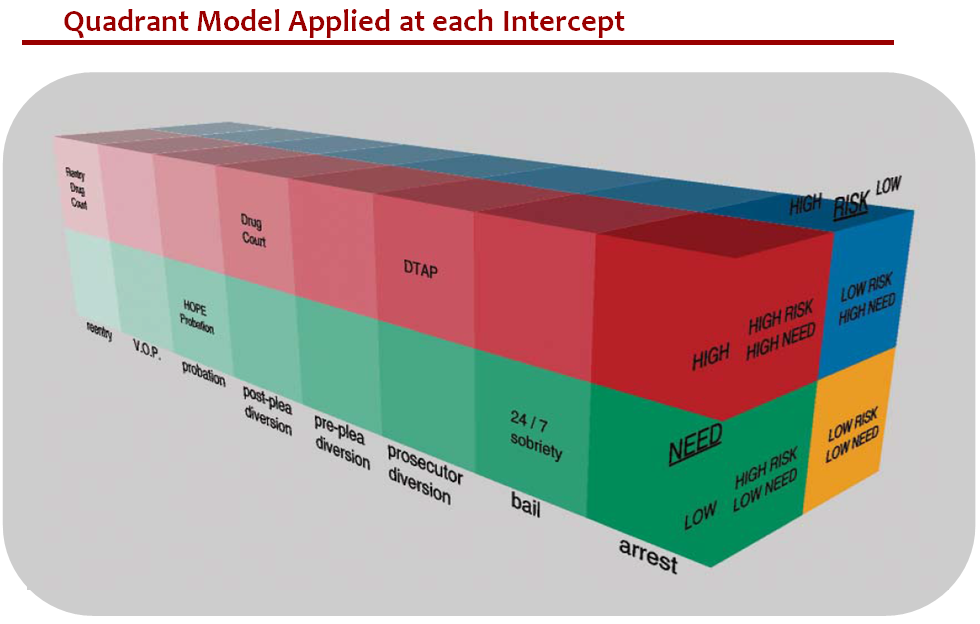 Quadrant Model Applied at each Intercept
HIGH RISK LOW
Reentry
Drug
Court
Drug
Court
DTAP
HIGH
HIGH RISK
HIGH NEED
LOW RISK
HIGH NEED
HOPE
Probation
24 / 7
sobriety
NEED
LOW
HIGH RISK
LOW NEED
LOW RISK
LOW NEED
reentry
V.O.P.
probation
post-plea
diversion
pre-plea
diversion
prosecutor
diversion
bail
arrest